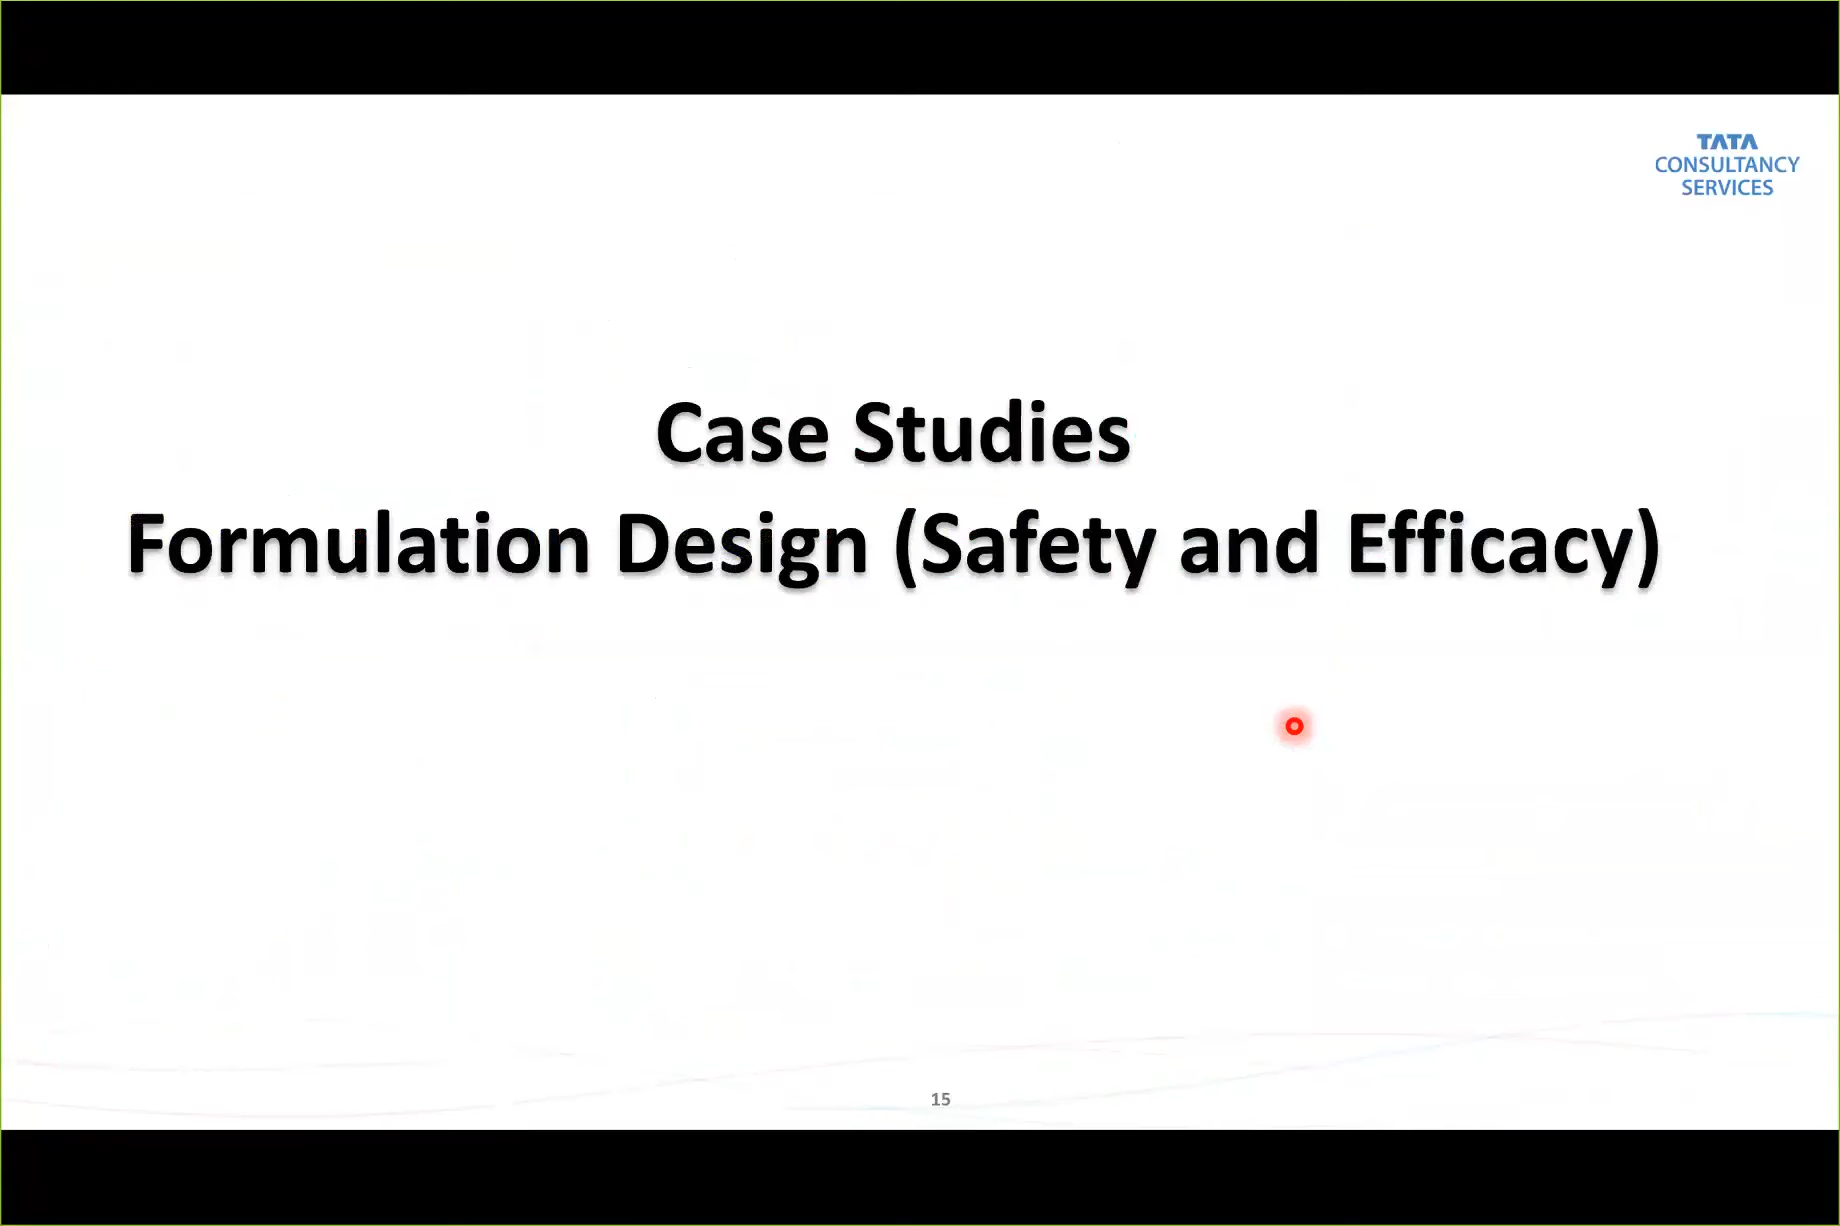 TATA
CONSULTANCY
SERVICES
Case Studies
Formulation Design (Safety and Efficacy)
15